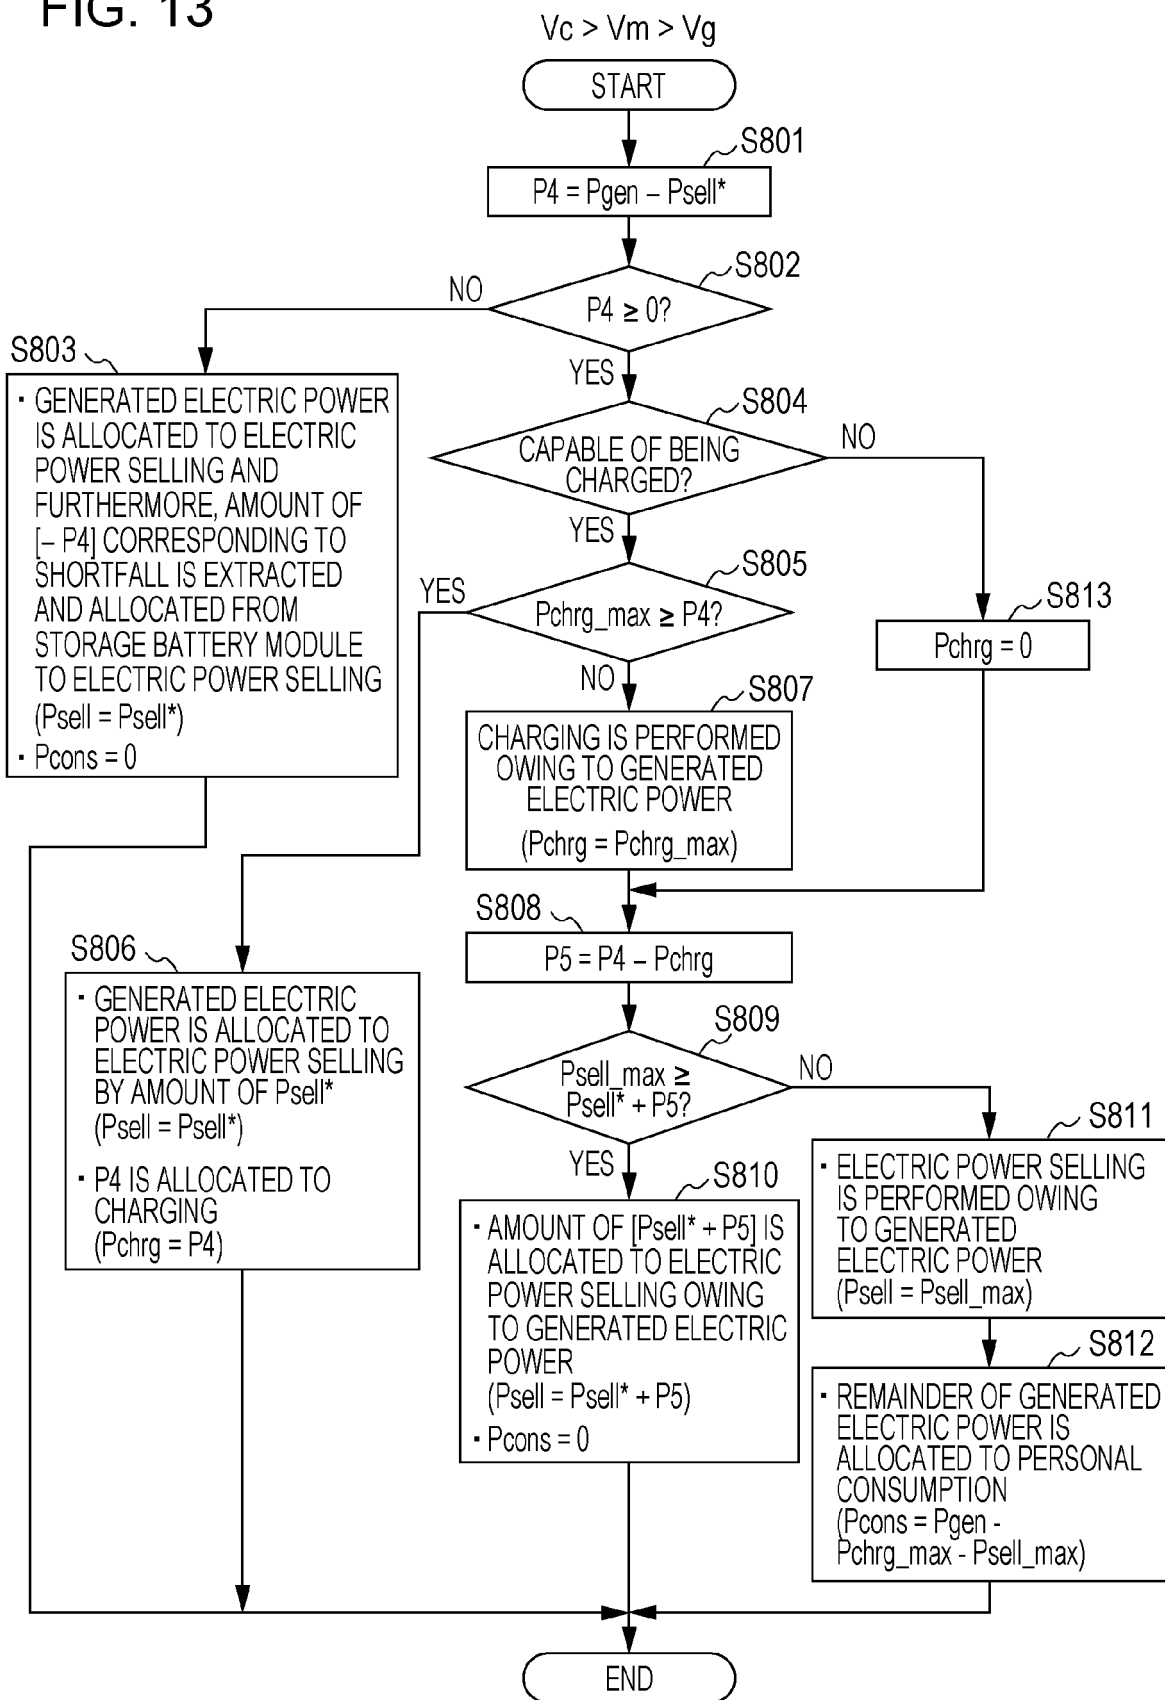 FIG. 13
Vc > Vm > Vg
START
S801
P4 = Pgen – Psell*
S802
P4 ≥ 0?
NO
YES
S803
· GENERATED ELECTRIC POWER
IS ALLOCATED TO ELECTRIC
POWER SELLING AND
FURTHERMORE, AMOUNT OF
[– P4] CORRESPONDING TO
SHORTFALL IS EXTRACTED
AND ALLOCATED FROM
STORAGE BATTERY MODULE
TO ELECTRIC POWER SELLING
(Psell = Psell*)
· Pcons = 0
S804
CAPABLE OF BEING
CHARGED?
NO
YES
S805
Pchrg_max ≥ P4?
YES
NO
S813
Pchrg = 0
S807
CHARGING IS PERFORMED
OWING TO GENERATED
ELECTRIC POWER
(Pchrg = Pchrg_max)
S808
P5 = P4 – Pchrg
S806
· GENERATED ELECTRIC
POWER IS ALLOCATED TO
ELECTRIC POWER SELLING
BY AMOUNT OF Psell*
(Psell = Psell*)
· P4 IS ALLOCATED TO
CHARGING
(Pchrg = P4)
S809
Psell_max ≥
Psell* + P5?
NO
YES
S810
· AMOUNT OF [Psell* + P5] IS
ALLOCATED TO ELECTRIC
POWER SELLING OWING
TO GENERATED ELECTRIC
POWER
(Psell = Psell* + P5)
· Pcons = 0
S811
· ELECTRIC POWER SELLING
IS PERFORMED OWING
TO GENERATED
ELECTRIC POWER
(Psell = Psell_max)
S812
· REMAINDER OF GENERATED
ELECTRIC POWER IS
ALLOCATED TO PERSONAL
CONSUMPTION
(Pcons = Pgen -
Pchrg_max - Psell_max)
END